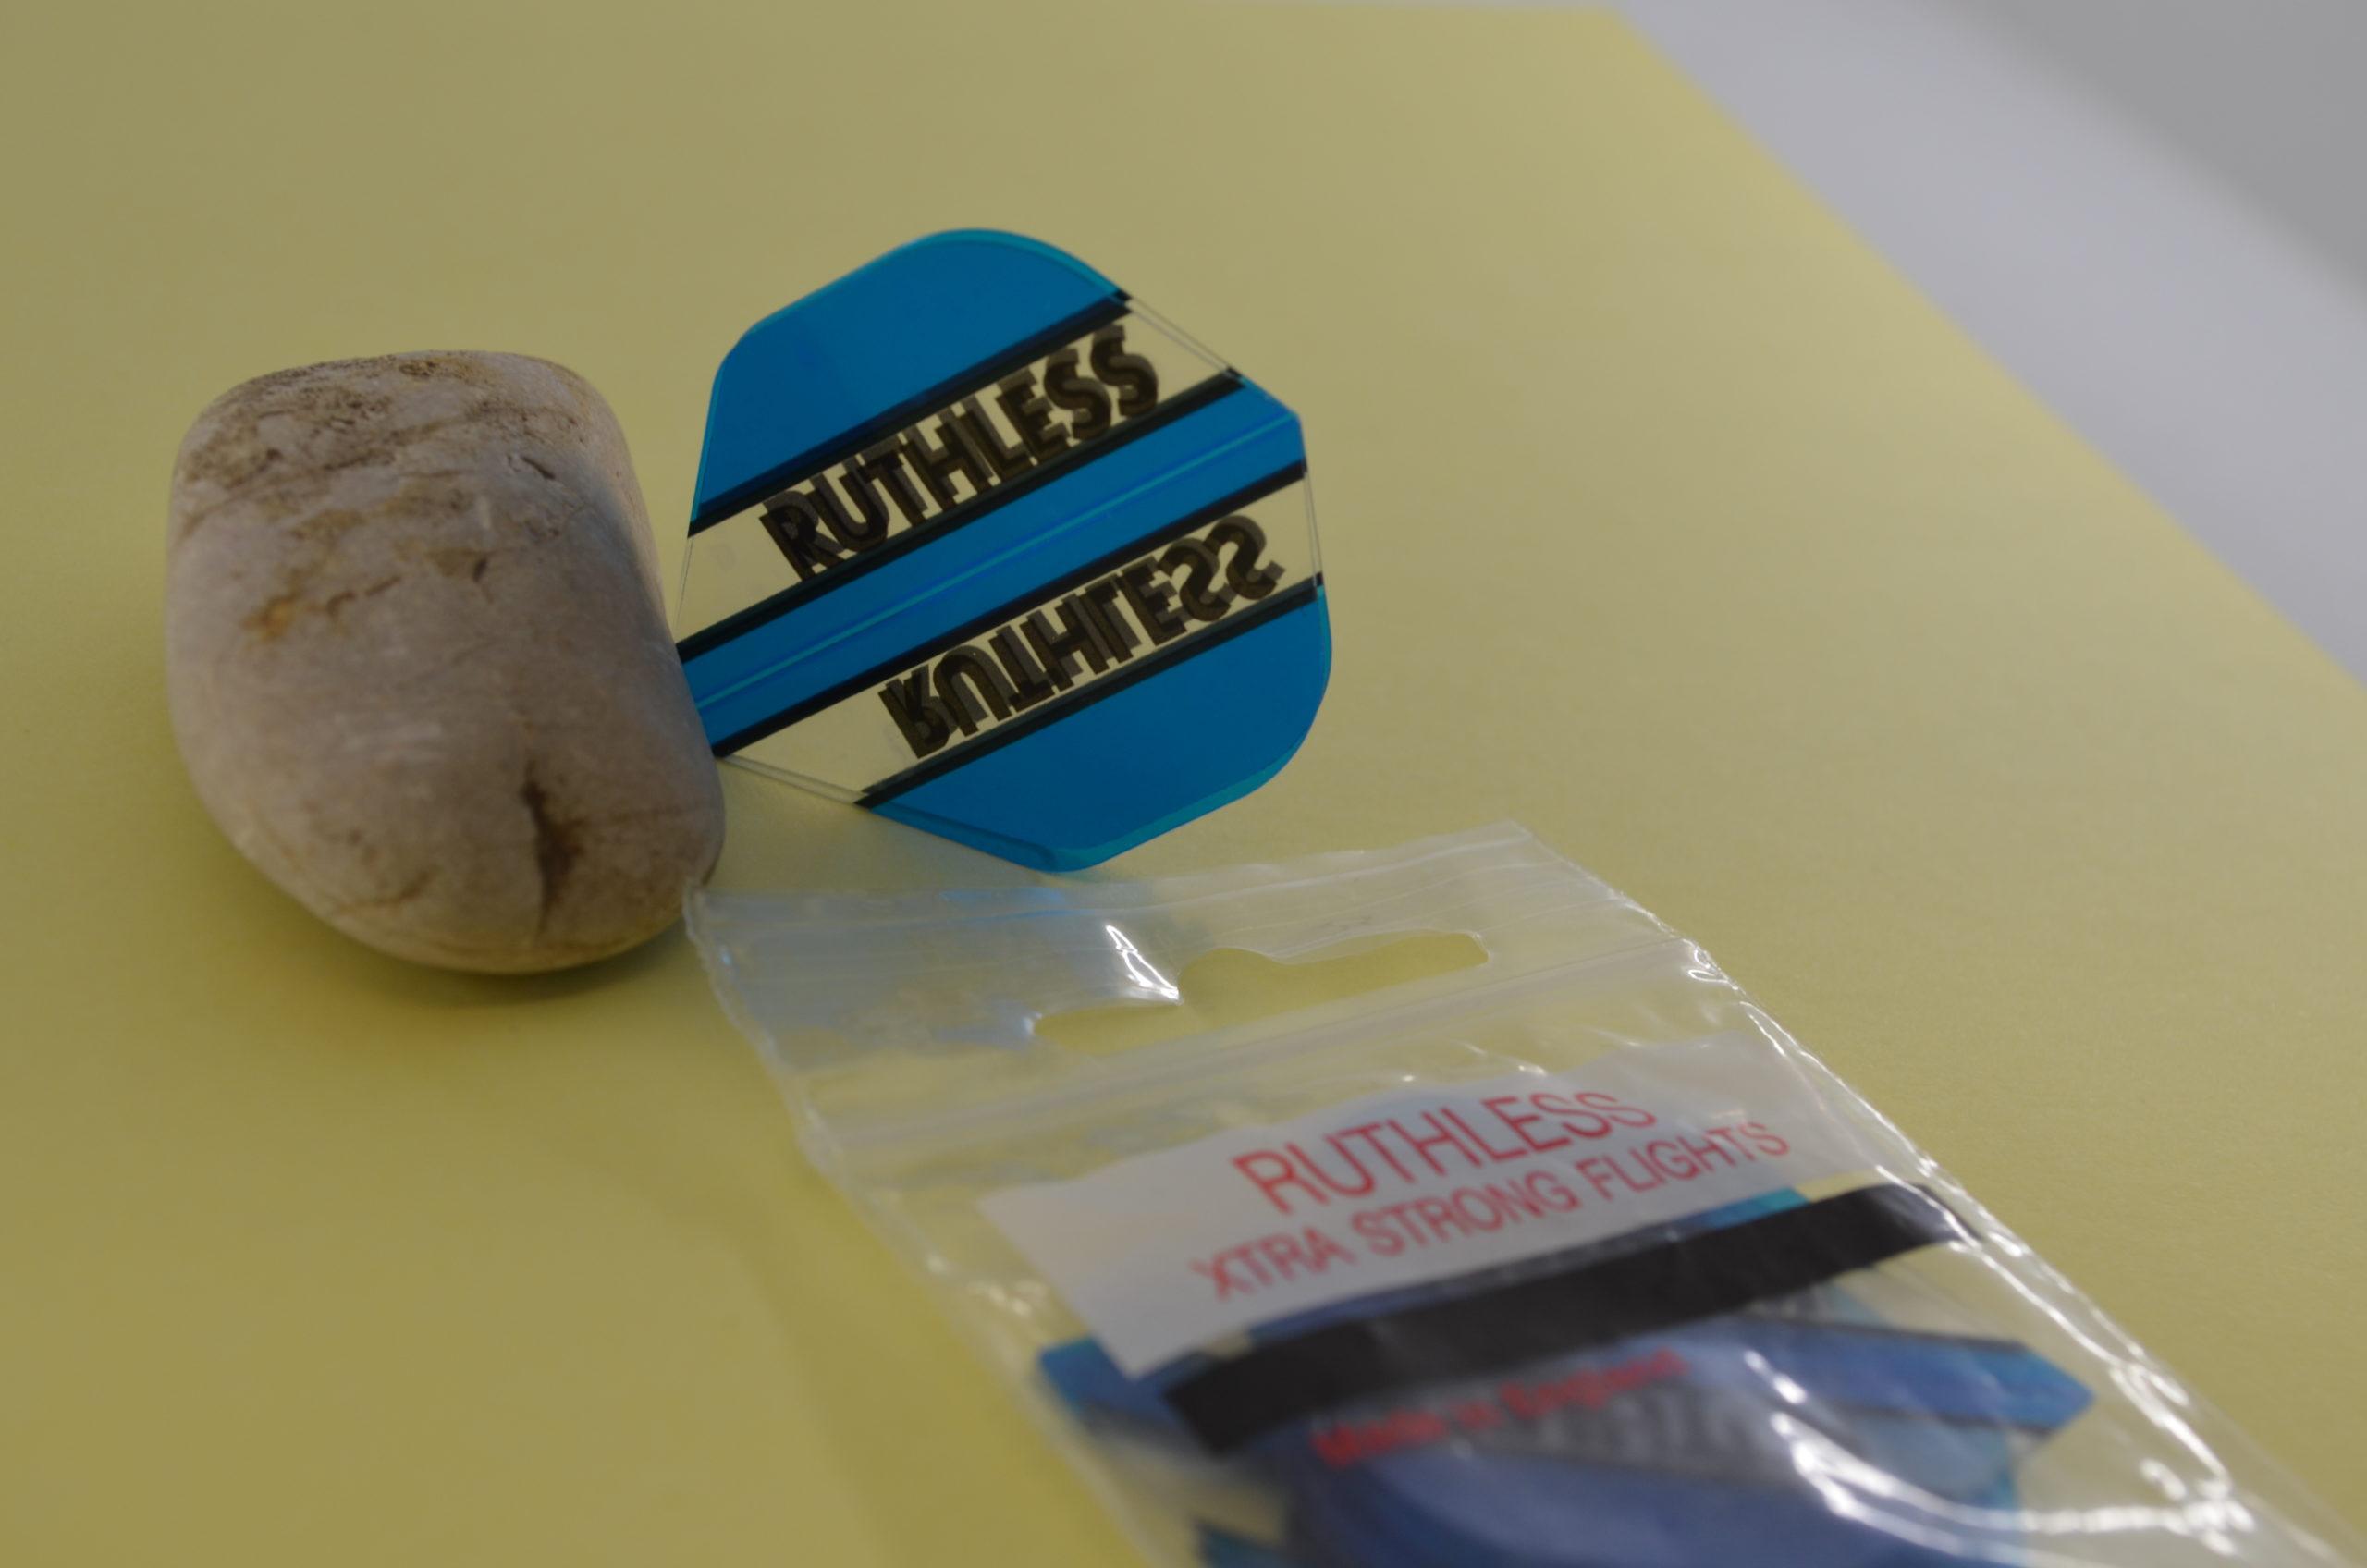 RUTHLESS
RUTHLESS
RUTHLESS
XTRA STRONG FLIGHTS
Made in England